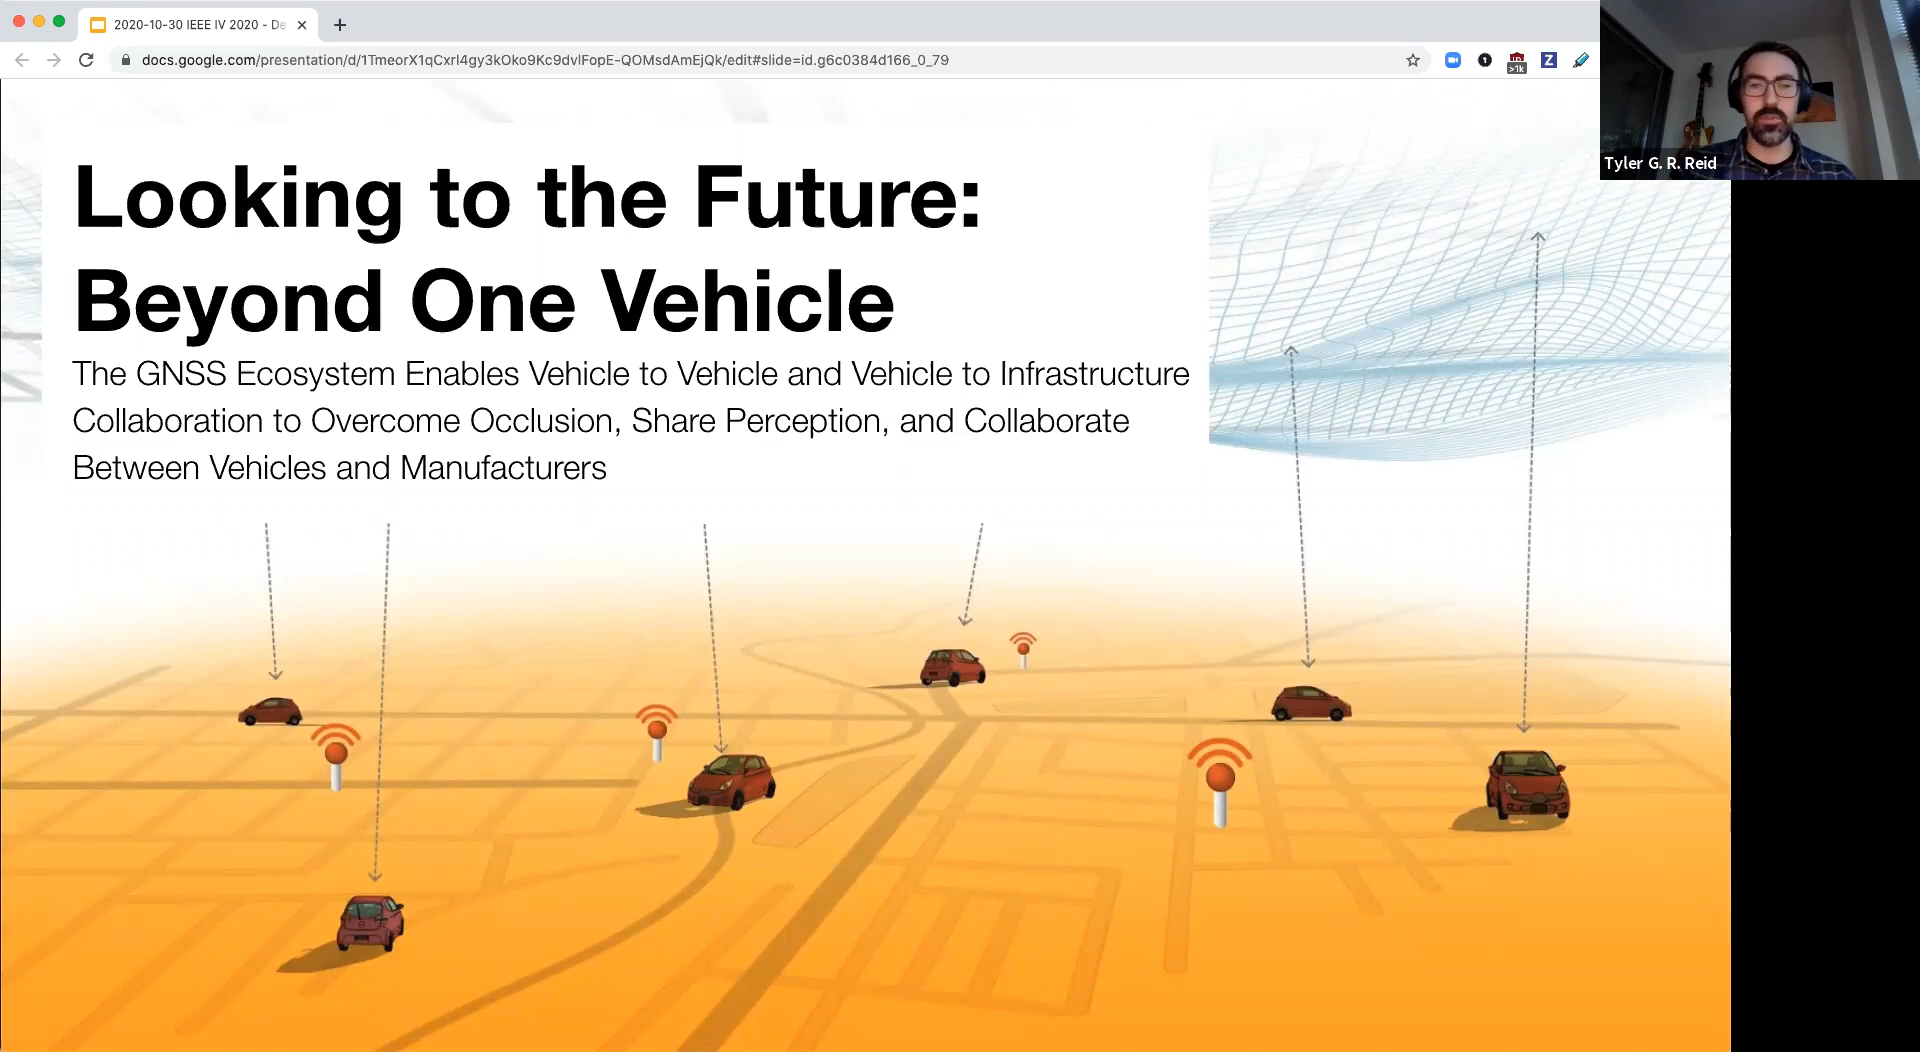 2020-10-30 IEEE IV 2020 - De
docs.google.com/presentation/d/1TmeorX1qCxrl4gy3kOko9Kc9dvlFopE-QOMsdAmEjQk/edit#slide=id.g6c0384d166_0_79
>1k
Z
Tyler G. R. Reid
Looking to the Future:
Beyond One Vehicle
The GNSS Ecosystem Enables Vehicle to Vehicle and Vehicle to Infrastructure
Collaboration to Overcome Occlusion, Share Perception, and Collaborate
Between Vehicles and Manufacturers